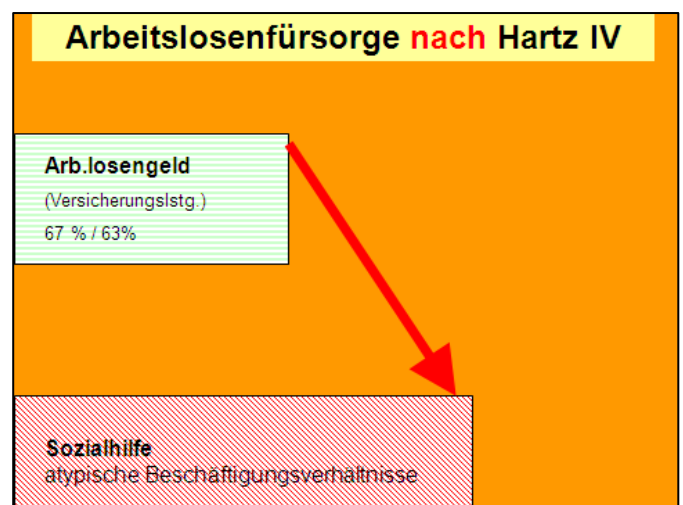 Arbeitslosenfürsorge nach Hartz IV
Arb.losengeld
(Versicherungslstg.)
67 % / 63%
Sozialhilfe
atypische Beschäftigungsverhältnisse